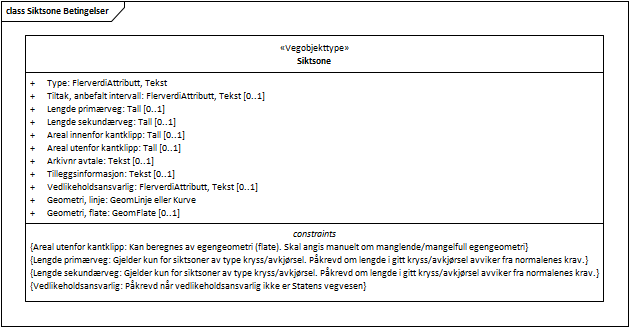 class Siktsone Betingelser
«Vegobjekttype»
Siktsone
+ Type: FlerverdiAttributt, Tekst
+ Tiltak, anbefalt intervall: FlerverdiAttributt, Tekst [0..1]
+ Lengde primærveg: Tall [0..1]
+ Lengde sekundærveg: Tall [0..1]
+ Areal innenfor kantklipp: Tall [0..1]
+ Areal utenfor kantklipp: Tall [0..1]
+ Arkivnr avtale: Tekst [0..1]
+ Tilleggsinformasjon: Tekst [0..1]
+ Vedlikeholdsansvarlig: FlerverdiAttributt, Tekst [0..1]
+ Geometri, linje: GeomLinje eller Kurve
+ Geometri, flate: GeomFlate [0..1]
constraints
{Areal utenfor kantklipp: Kan beregnes av egengeometri (flate). Skal angis manuelt om manglende/mangelfull egengeometri}
{Lengde primærveg: Gjelder kun for siktsoner av type kryss/avkjørsel. Påkrevd om lengde i gitt kryss/avkjørsel avviker fra normalenes krav.}
{Lengde sekundærveg: Gjelder kun for siktsoner av type kryss/avkjørsel. Påkrevd om lengde i gitt kryss/avkjørsel avviker fra normalenes krav.}
{Vedlikeholdsansvarlig: Påkrevd når vedlikeholdsansvarlig ikke er Statens vegvesen}